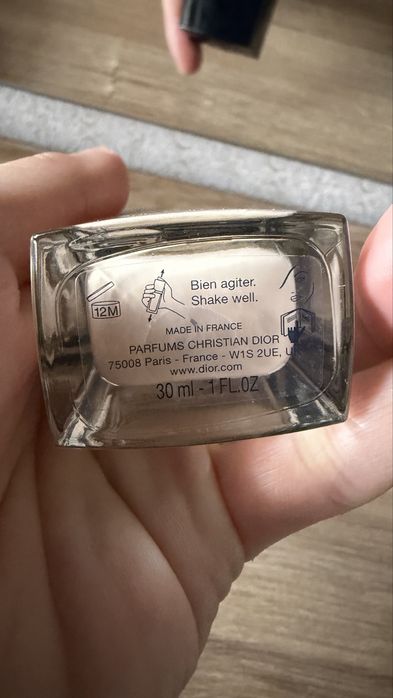 Bien agiter.
Shake well.
12M
MADE IN FRANCE
PARFUMS CHRISTIAN DIOR
75008 Paris - France - W1S 2UE,
www.dior.com
30 ml - 1 FL.OZ